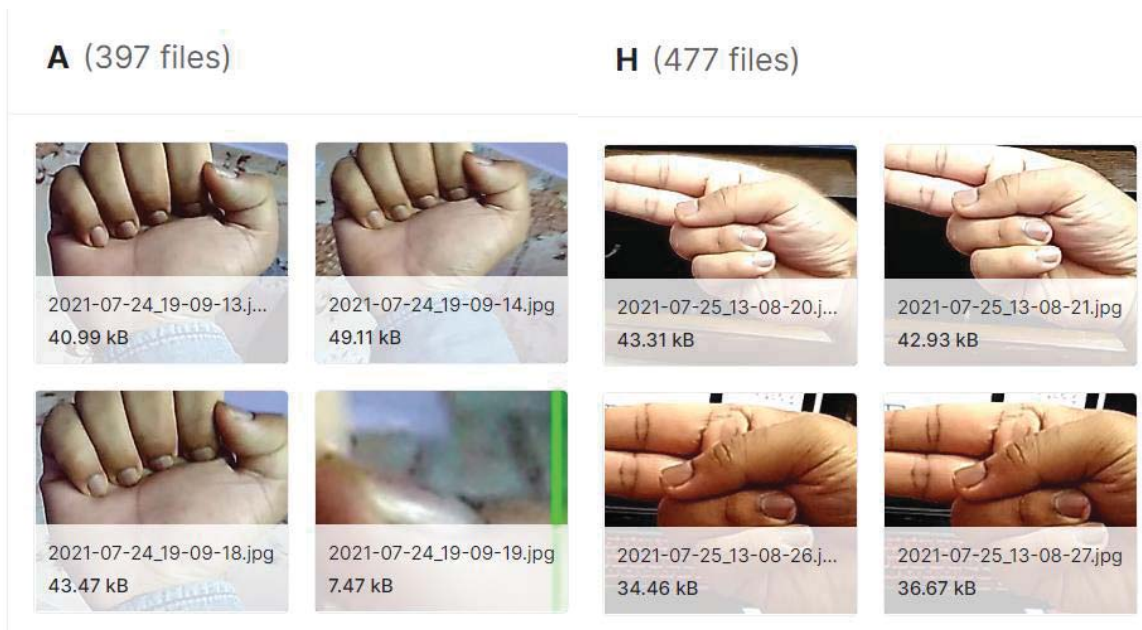 A (397 files)
H (477 files)
2021-07-24_19-09-13.j...
40.99 kB
2021-07-24_19-09-14.jpg
49.11 kB
2021-07-25_13-08-20.j...
43.31 kB
2021-07-25_13-08-21.jpg
42.93 kB
2021-07-24_19-09-18.jpg
43.47 kB
2021-07-24_19-09-19.jpg
7.47 kB
2021-07-25_13-08-26.j...
34.46 kB
2021-07-25_13-08-27.jpg
36.67 kB